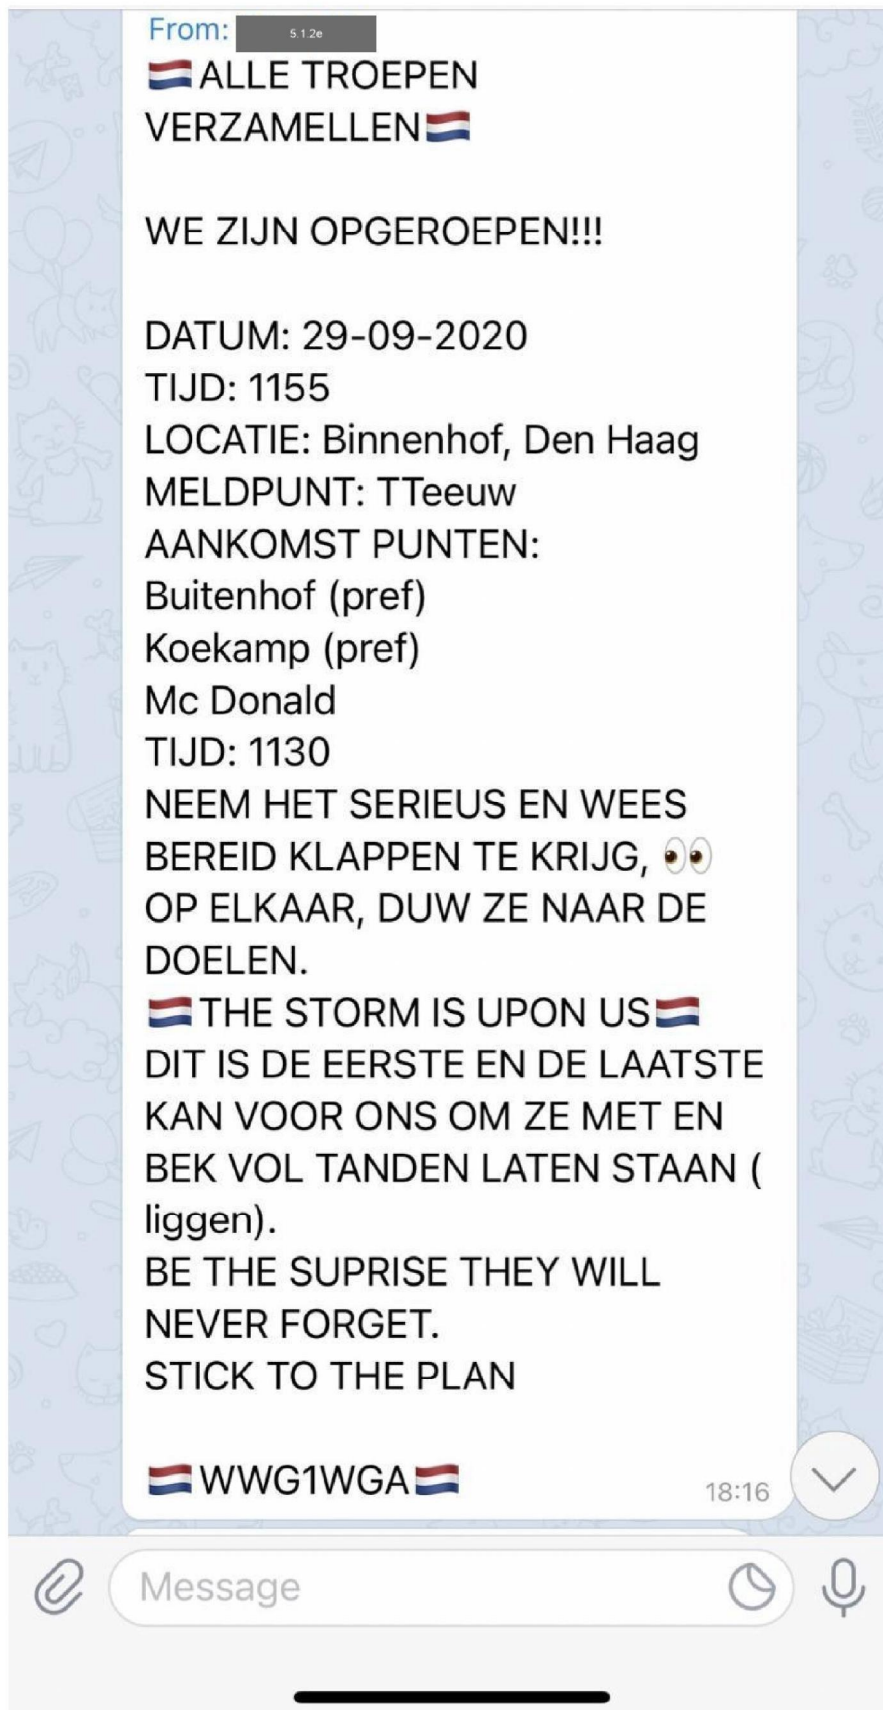 From: 5.1.2e
🇳🇱ALLE TROEPEN
VERZAMELLEN🇳🇱
WE ZIJN OPGEROEPEN!!!
DATUM: 29-09-2020
TIJD: 1155
LOCATIE: Binnenhof, Den Haag
MELDPUNT: TTeeuw
AANKOMST PUNTEN:
Buitenhof (pref)
Koekamp (pref)
Mc Donald
TIJD: 1130
NEEM HET SERIEUS EN WEES
BEREID KLAPPEN TE KRIJG, 👀
OP ELKAAR, DUW ZE NAAR DE
DOELEN.
🇳🇱THE STORM IS UPON US🇳🇱
DIT IS DE EERSTE EN DE LAATSTE
KAN VOOR ONS OM ZE MET EN
BEK VOL TANDEN LATEN STAAN (
liggen).
BE THE SUPRISE THEY WILL
NEVER FORGET.
STICK TO THE PLAN
🇳🇱WWG1WGA🇳🇱
18:16
Message